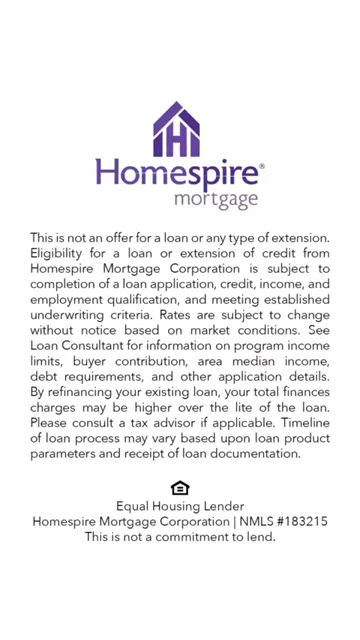 Homespire®
mortgage
This is not an offer for a loan or any type of extension.
Eligibility for a loan or extension of credit from
Homespire Mortgage Corporation is subject to
completion of a loan application, credit, income, and
employment qualification, and meeting established
underwriting criteria. Rates are subject to change
without notice based on market conditions. See
Loan Consultant for information on program income
limits, buyer contribution, area median income,
debt requirements, and other application details.
By refinancing your existing loan, your total finances
charges may be higher over the lite of the loan.
Please consult a tax advisor if applicable. Timeline
of loan process may vary based upon loan product
parameters and receipt of loan documentation.
Equal Housing Lender
Homespire Mortgage Corporation | NMLS #183215
This is not a commitment to lend.